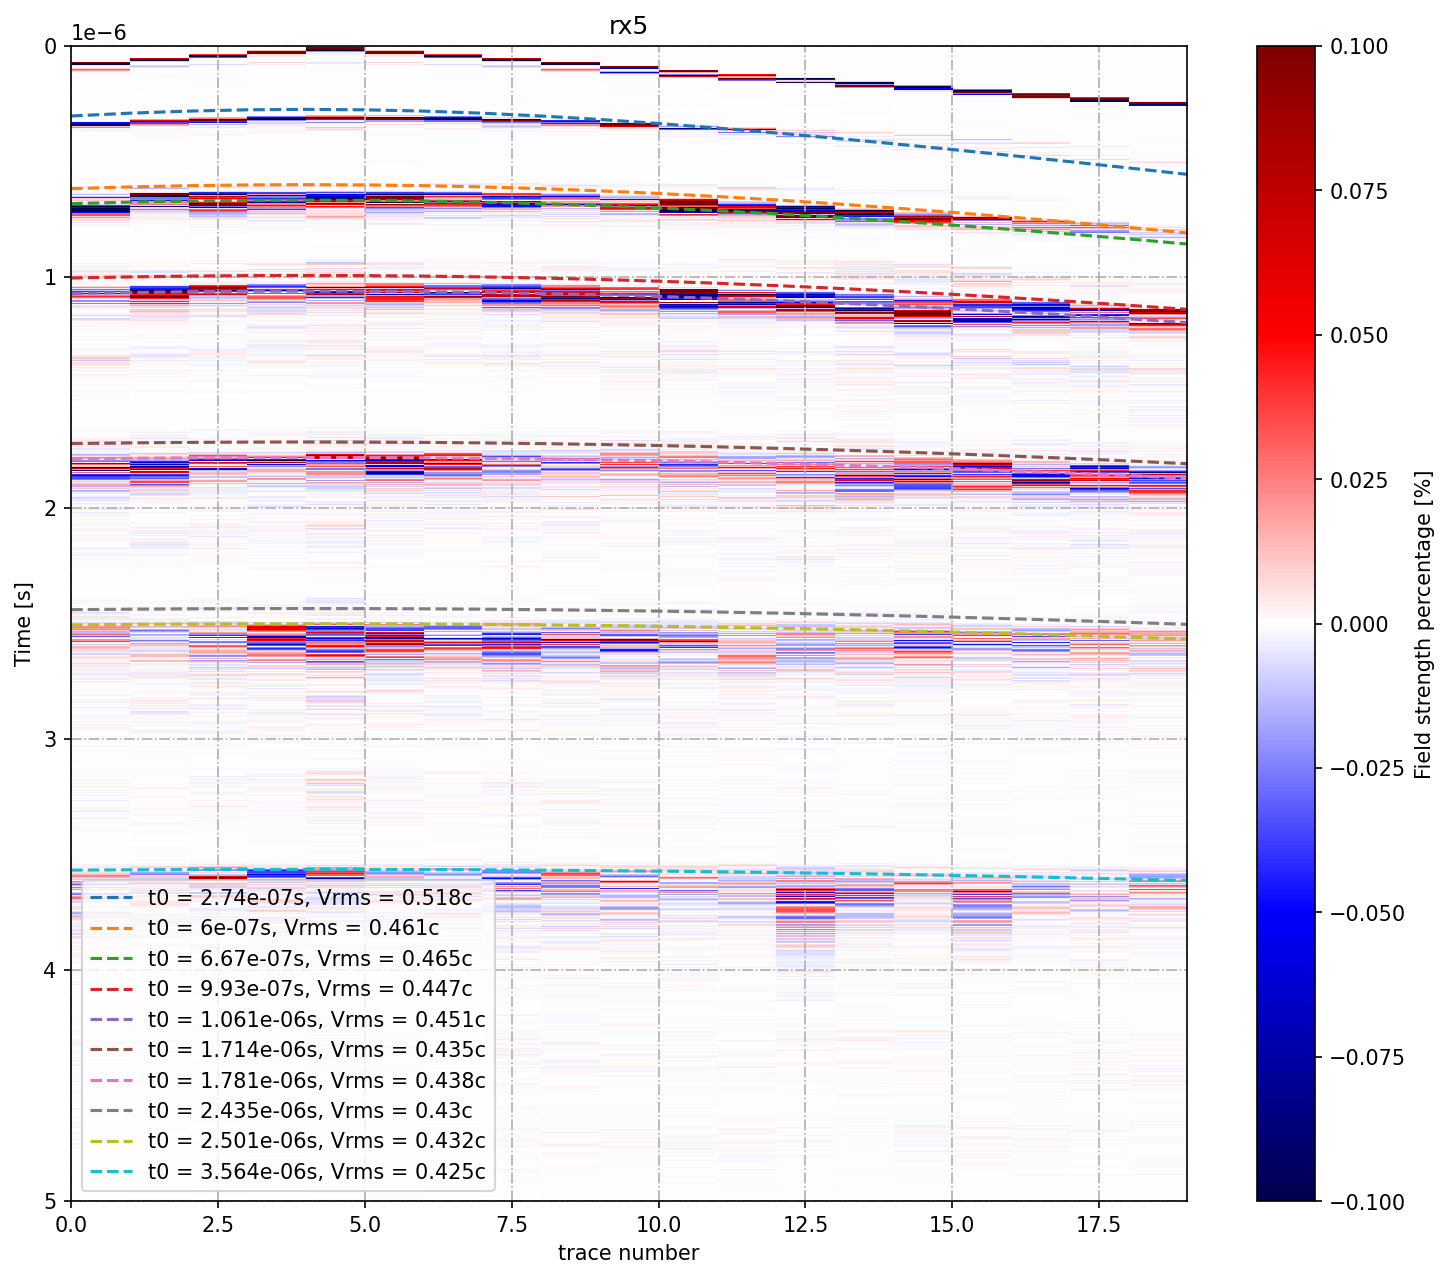 rx5
1e−6
0
1
2
3
4
5
Time [s]
0.0
2.5
5.0
7.5
10.0
12.5
15.0
17.5
trace number
t0 = 2.74e-07s, Vrms = 0.518c
t0 = 6e-07s, Vrms = 0.461c
t0 = 6.67e-07s, Vrms = 0.465c
t0 = 9.93e-07s, Vrms = 0.447c
t0 = 1.061e-06s, Vrms = 0.451c
t0 = 1.714e-06s, Vrms = 0.435c
t0 = 1.781e-06s, Vrms = 0.438c
t0 = 2.435e-06s, Vrms = 0.43c
t0 = 2.501e-06s, Vrms = 0.432c
t0 = 3.564e-06s, Vrms = 0.425c
0.100
0.075
0.050
0.025
0.000
−0.025
−0.050
−0.075
−0.100
Field strength percentage [%]